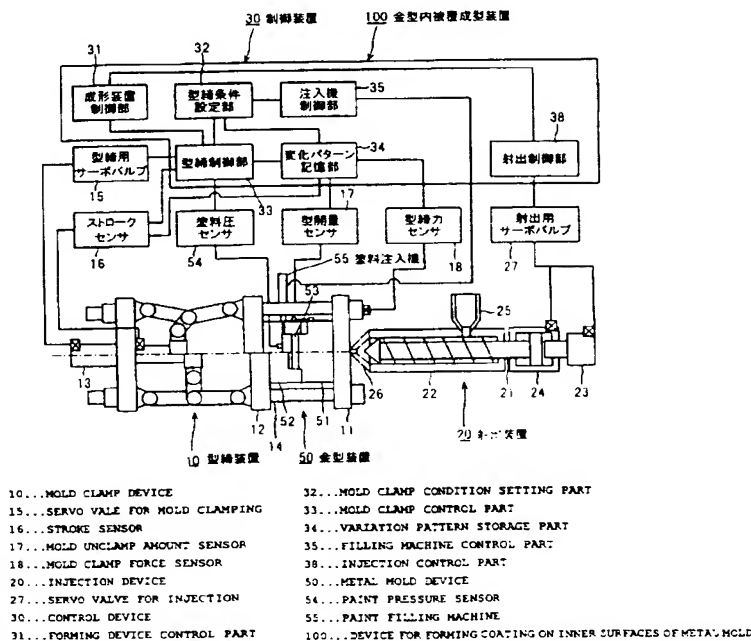 30 制御装置
100 金型内被覆成型装置
31
32
35
38
成形装置
制御部
型締条件
設定部
注入機
制御部
34
型締用
サーボバルブ
型締制御部
変化パターン
記憶部
射出制御部
15
33
17
ストローク
センサ
塗料圧
センサ
型開量
センサ
型締力
センサ
射出用
サーボバルブ
16
54
18
27
55 塗料注入機
53
25
13
12
14
52
51
11
26
22
21
24
23
10 型締装置
50 金型装置
20 射出装置
10...MOLD CLAMP DEVICE
15...SERVO VALE FOR MOLD CLAMPING
16...STROKE SENSOR
17...MOLD UNCLAMP AMOUNT SENSOR
18...MOLD CLAMP FORCE SENSOR
20...INJECTION DEVICE
27...SERVO VALVE FOR INJECTION
30...CONTROL DEVICE
31...FORMING DEVICE CONTROL PART
32...MOLD CLAMP CONDITION SETTING PART
33...MOLD CLAMP CONTROL PART
34...VARIATION PATTERN STORAGE PART
35...FILLING MACHINE CONTROL PART
38...INJECTION CONTROL PART
50...METAL MOLD DEVICE
54...PAINT PRESSURE SENSOR
55...PAINT FILLING MACHINE
100...DEVICE FOR FORMING COATING ON INNER SURFACES OF METAL MOLD